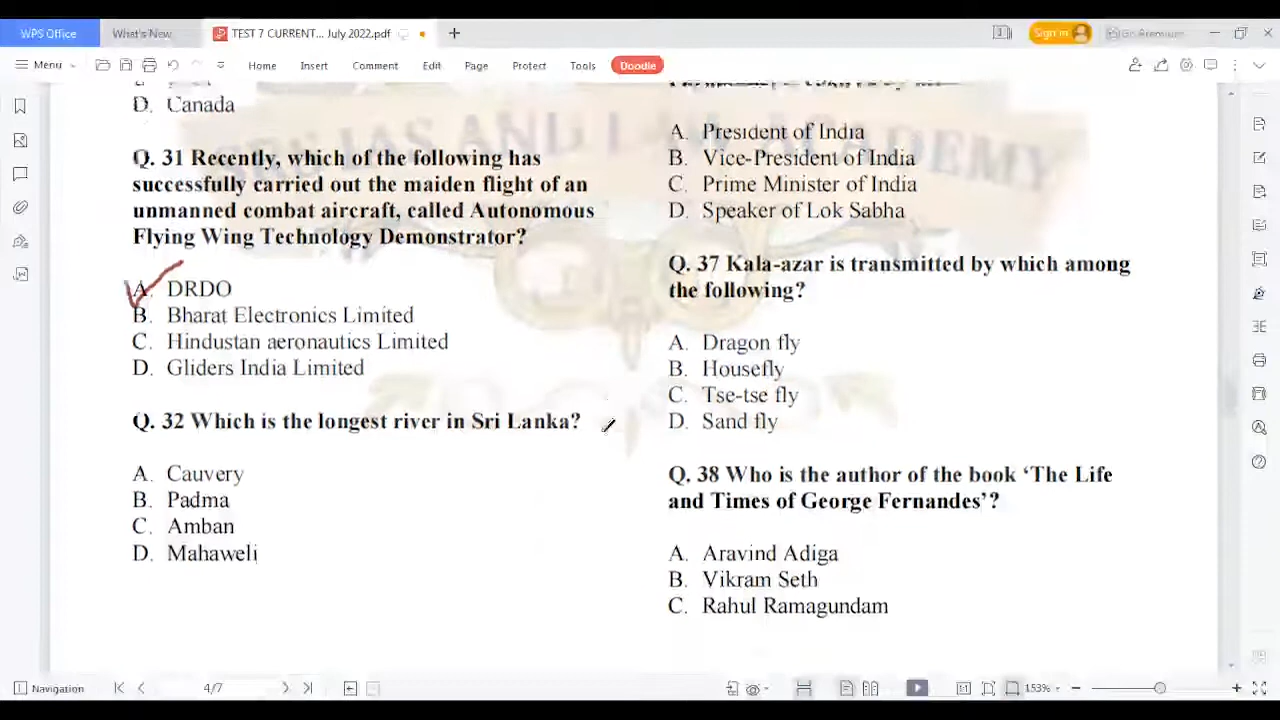 WPS Office
What's New
TEST 7 CURRENT... July 2022.pdf
Sign in
Go Premium
Menu
Home
Insert
Comment
Edit
Page
Protect
Tools
Doodle
D. Canada
Q. 31 Recently, which of the following has
successfully carried out the maiden flight of an
unmanned combat aircraft, called Autonomous
Flying Wing Technology Demonstrator?
A. DRDO
B. Bharat Electronics Limited
C. Hindustan aeronautics Limited
D. Gliders India Limited
Q. 32 Which is the longest river in Sri Lanka?
A. Cauvery
B. Padma
C. Amban
D. Mahaweli
A. President of India
B. Vice-President of India
C. Prime Minister of India
D. Speaker of Lok Sabha
Q. 37 Kala-azar is transmitted by which among
the following?
A. Dragon fly
B. Housefly
C. Tse-tse fly
D. Sand fly
Q. 38 Who is the author of the book ‘The Life
and Times of George Fernandes’?
A. Aravind Adiga
B. Vikram Seth
C. Rahul Ramagundam
AND LAW ACADEMY
Navigation
4/7
153%